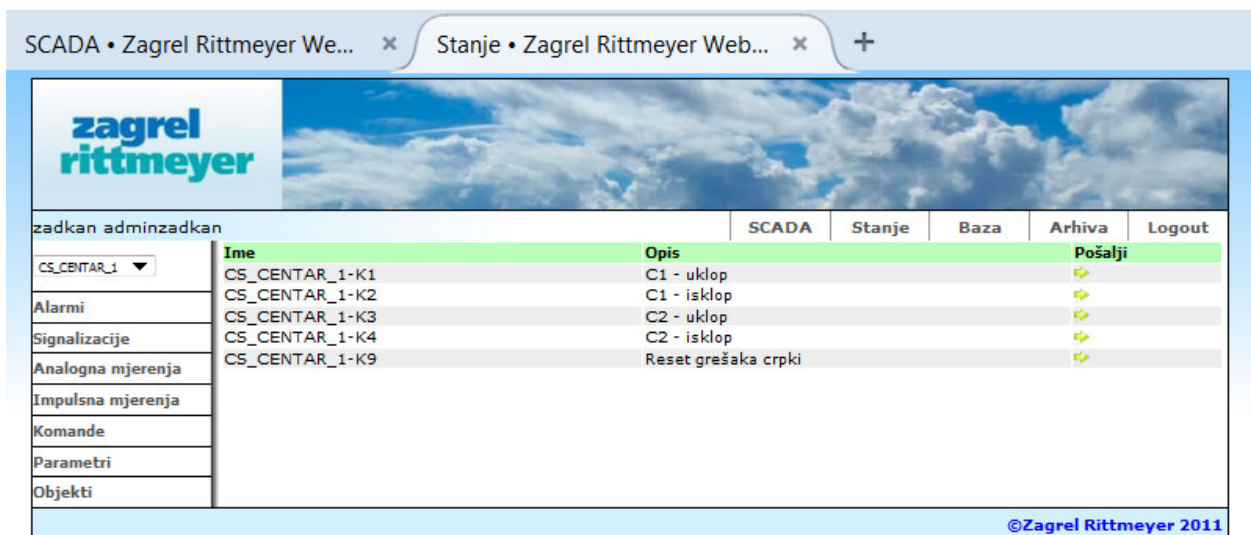 SCADA • Zagrel Rittmeyer We... × Stanje • Zagrel Rittmeyer Web... × +
zagrel
rittmeyer
zadkan adminzadkan
SCADA Stanje Baza Arhiva Logout
CS_CENTAR_1
Alarmi
Signalizacije
Analogna mjerenja
Impulsna mjerenja
Komande
Parametri
Objekti
Ime Opis Pošalji
CS_CENTAR_1-K1 C1 - uklop
CS_CENTAR_1-K2 C1 - isklop
CS_CENTAR_1-K3 C2 - uklop
CS_CENTAR_1-K4 C2 - isklop
CS_CENTAR_1-K9 Reset grešaka crpki
©Zagrel Rittmeyer 2011